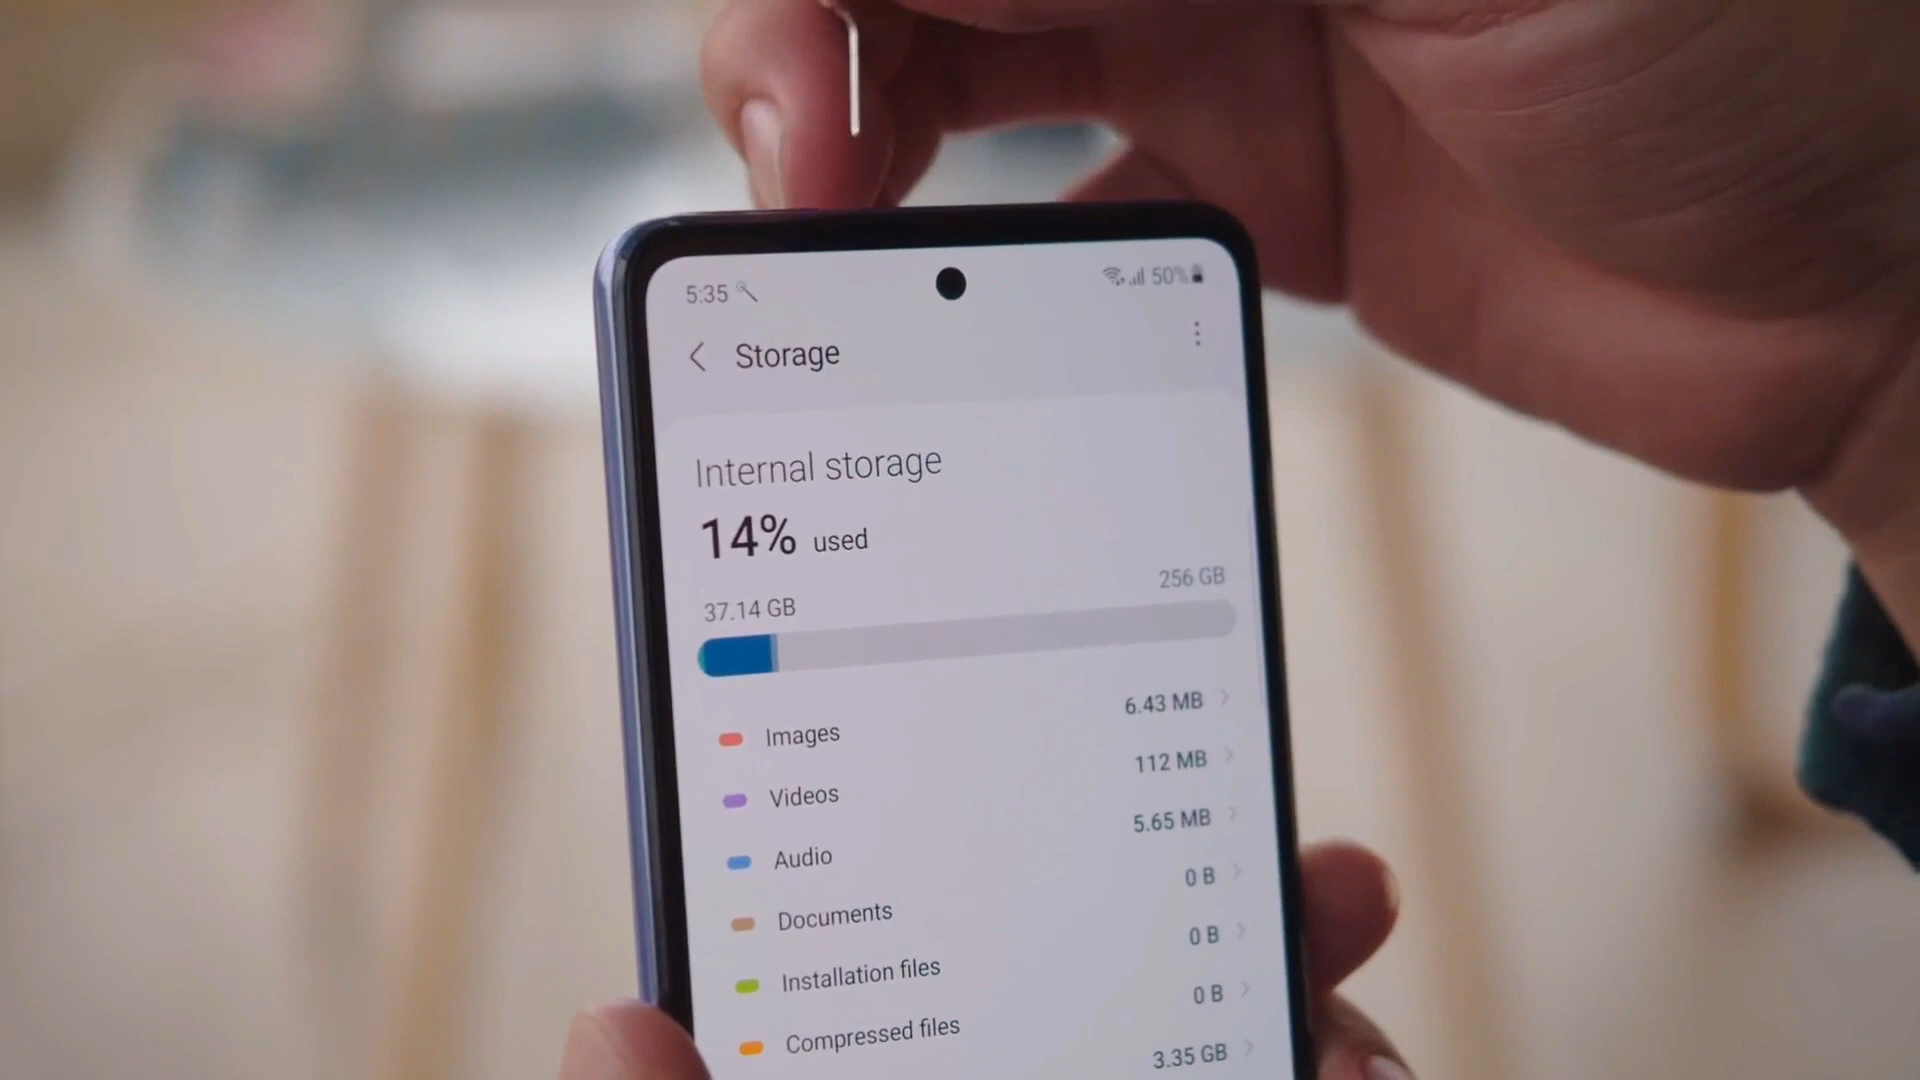 5:35 50%
Storage
Internal storage
14% used
37.14 GB 256 GB
Images 6.43 MB
Videos 112 MB
Audio 5.65 MB
Documents 0 B
Installation files 0 B
Compressed files 0 B
3.35 GB